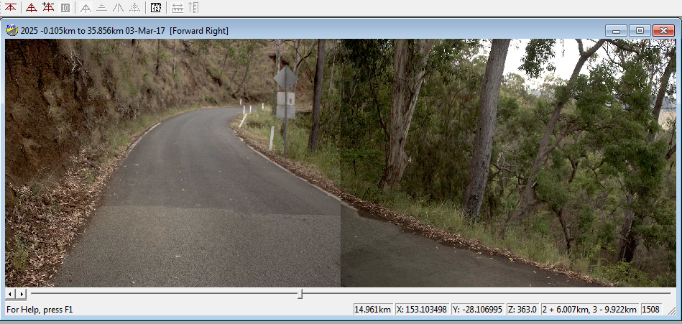 2025 -0.105km to 35.856km 03-Mar-17 [Forward Right]
For Help, press F1
14.961km X: 153.103498 Y: -28.106995 Z: 363.0 2 + 6.007km, 3 - 9.922km 1508